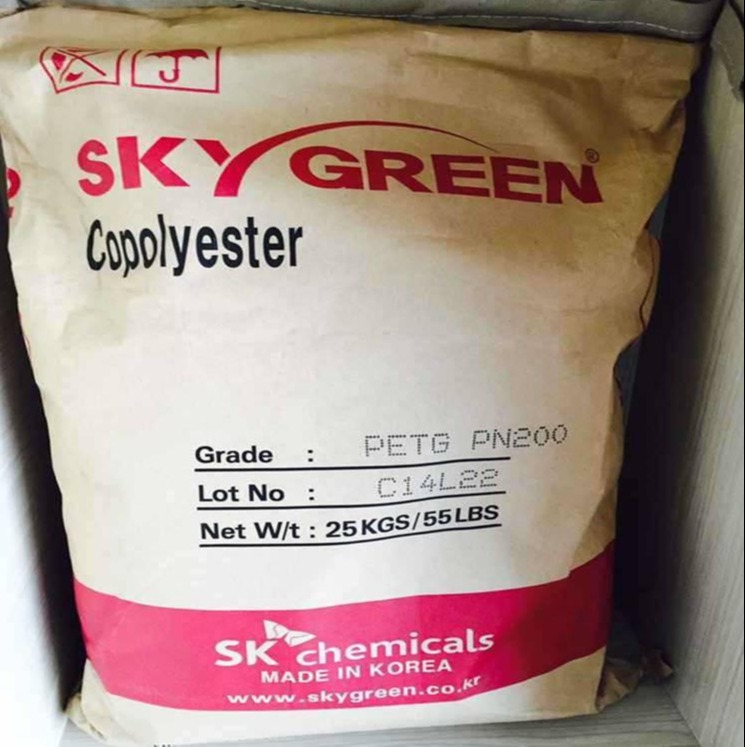 SKYGREEN®
Copolyester
Grade : PETG PN200
Lot No : C14L22
Net W/t : 25KGS/55LBS
SK chemicals
MADE IN KOREA
www.skygreen.co.kr